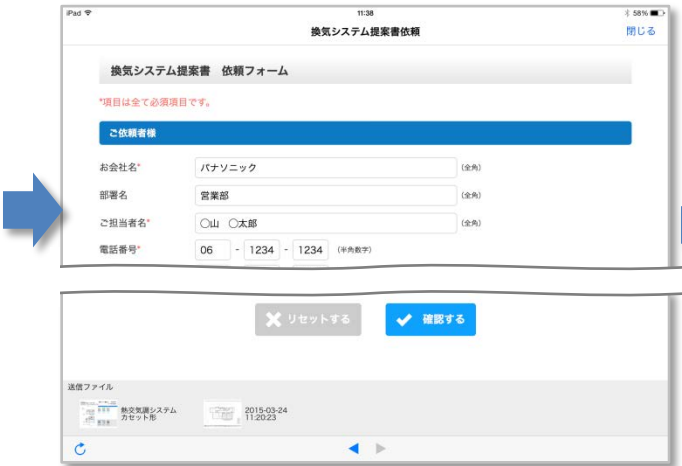 iPad 11:38 58%
換気システム提案書依頼 閉じる
換気システム提案書 依頼フォーム
*項目は全て必須項目です。
ご依頼者様
お会社名* パナソニック (全角)
部署名 営業部 (全角)
ご担当者名* 〇山 〇太郎 (全角)
電話番号* 06 - 1234 - 1234 (半角数字)
リセットする 確認する
送信ファイル
熱交気調システム 2015-03-24
カセット形 11:20:23